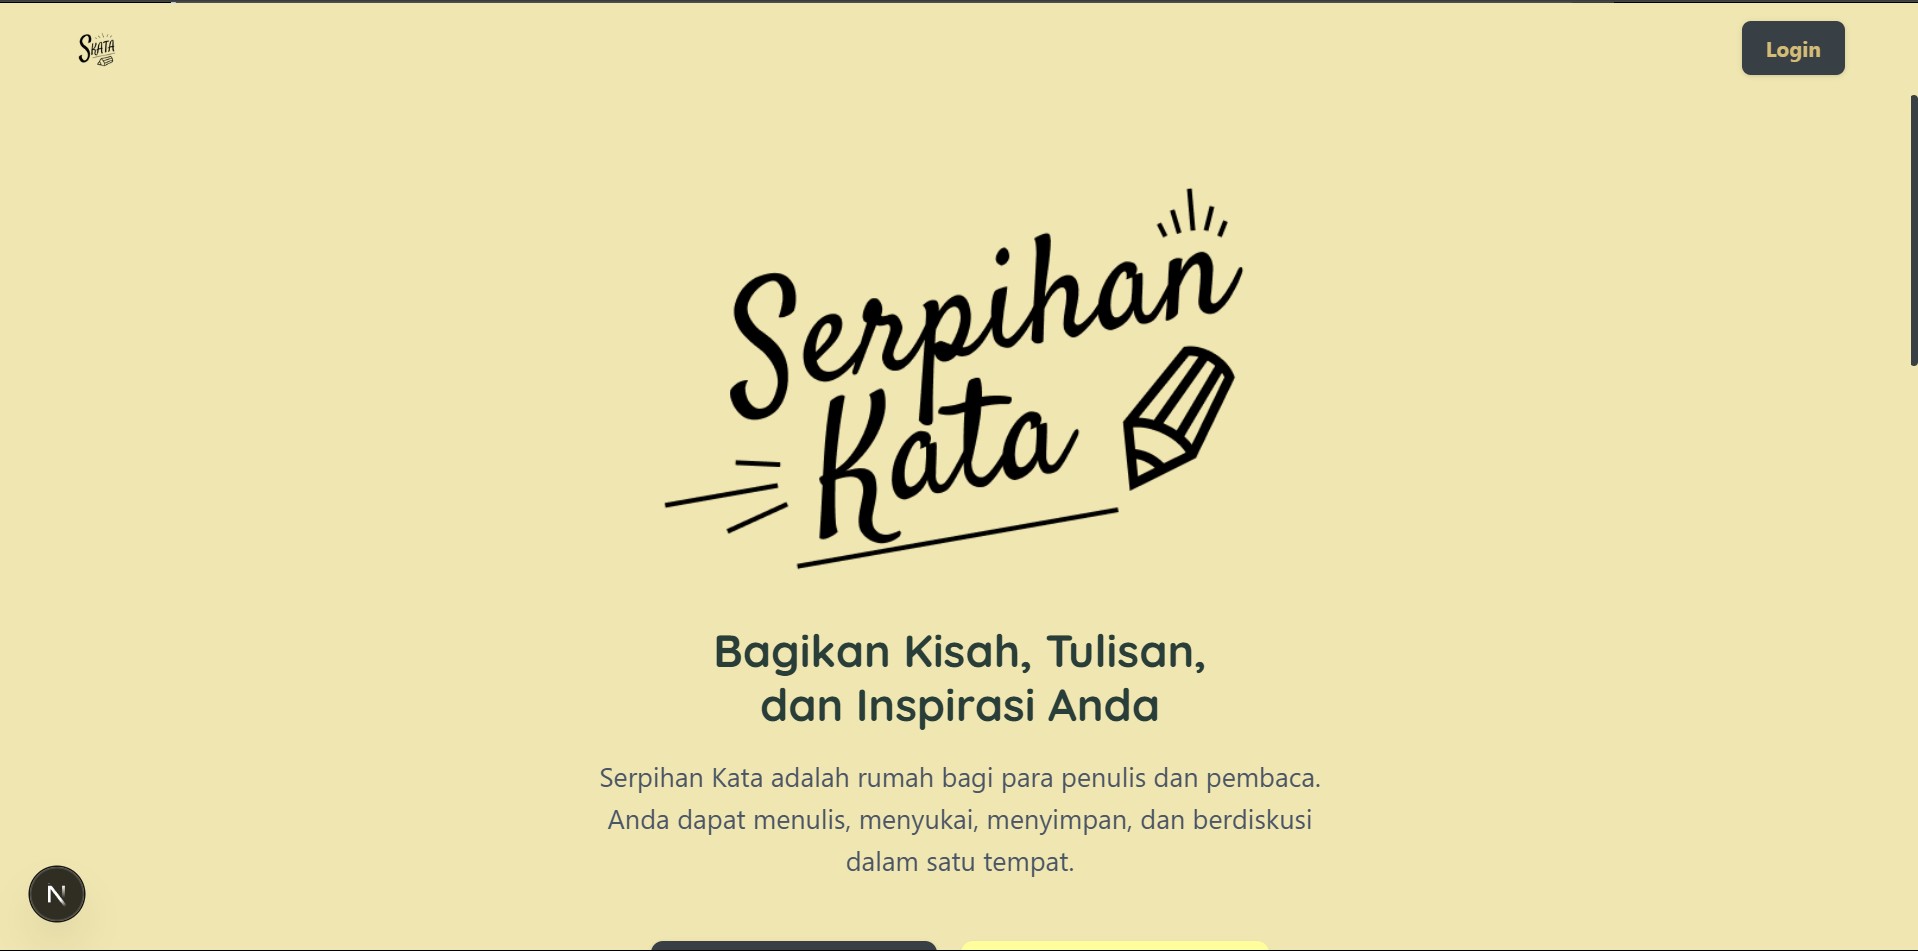 SKATA
Login
Serpihan
Kata
Bagikan Kisah, Tulisan,
dan Inspirasi Anda
Serpihan Kata adalah rumah bagi para penulis dan pembaca.
Anda dapat menulis, menyukai, menyimpan, dan berdiskusi
dalam satu tempat.
N